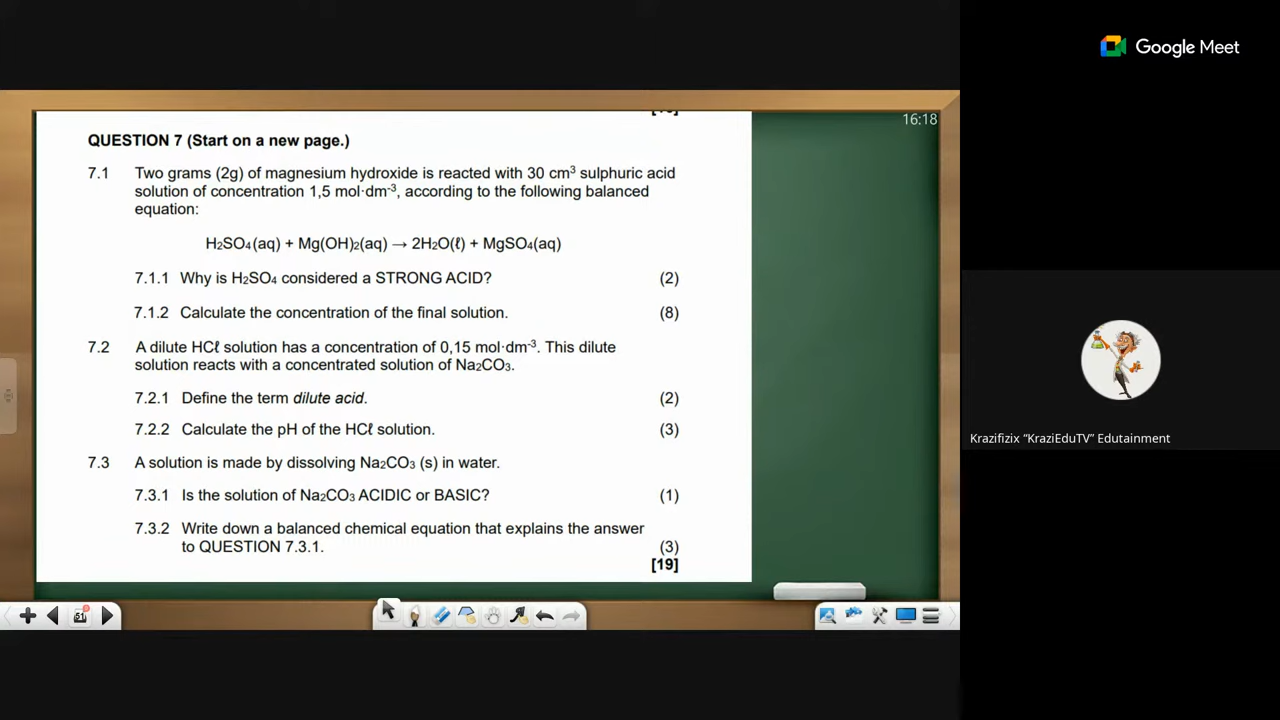 Google Meet
16:18
QUESTION 7 (Start on a new page.)
7.1 Two grams (2g) of magnesium hydroxide is reacted with 30 cm³ sulphuric acid
solution of concentration 1,5 mol·dm⁻³, according to the following balanced
equation:
H₂SO₄(aq) + Mg(OH)₂(aq) → 2H₂O(ℓ) + MgSO₄(aq)
7.1.1 Why is H₂SO₄ considered a STRONG ACID? (2)
7.1.2 Calculate the concentration of the final solution. (8)
7.2 A dilute HCℓ solution has a concentration of 0,15 mol·dm⁻³. This dilute
solution reacts with a concentrated solution of Na₂CO₃.
7.2.1 Define the term dilute acid. (2)
7.2.2 Calculate the pH of the HCℓ solution. (3)
7.3 A solution is made by dissolving Na₂CO₃ (s) in water.
7.3.1 Is the solution of Na₂CO₃ ACIDIC or BASIC? (1)
7.3.2 Write down a balanced chemical equation that explains the answer
to QUESTION 7.3.1. (3)
[19]
Krazifizix “KraziEduTV” Edutainment